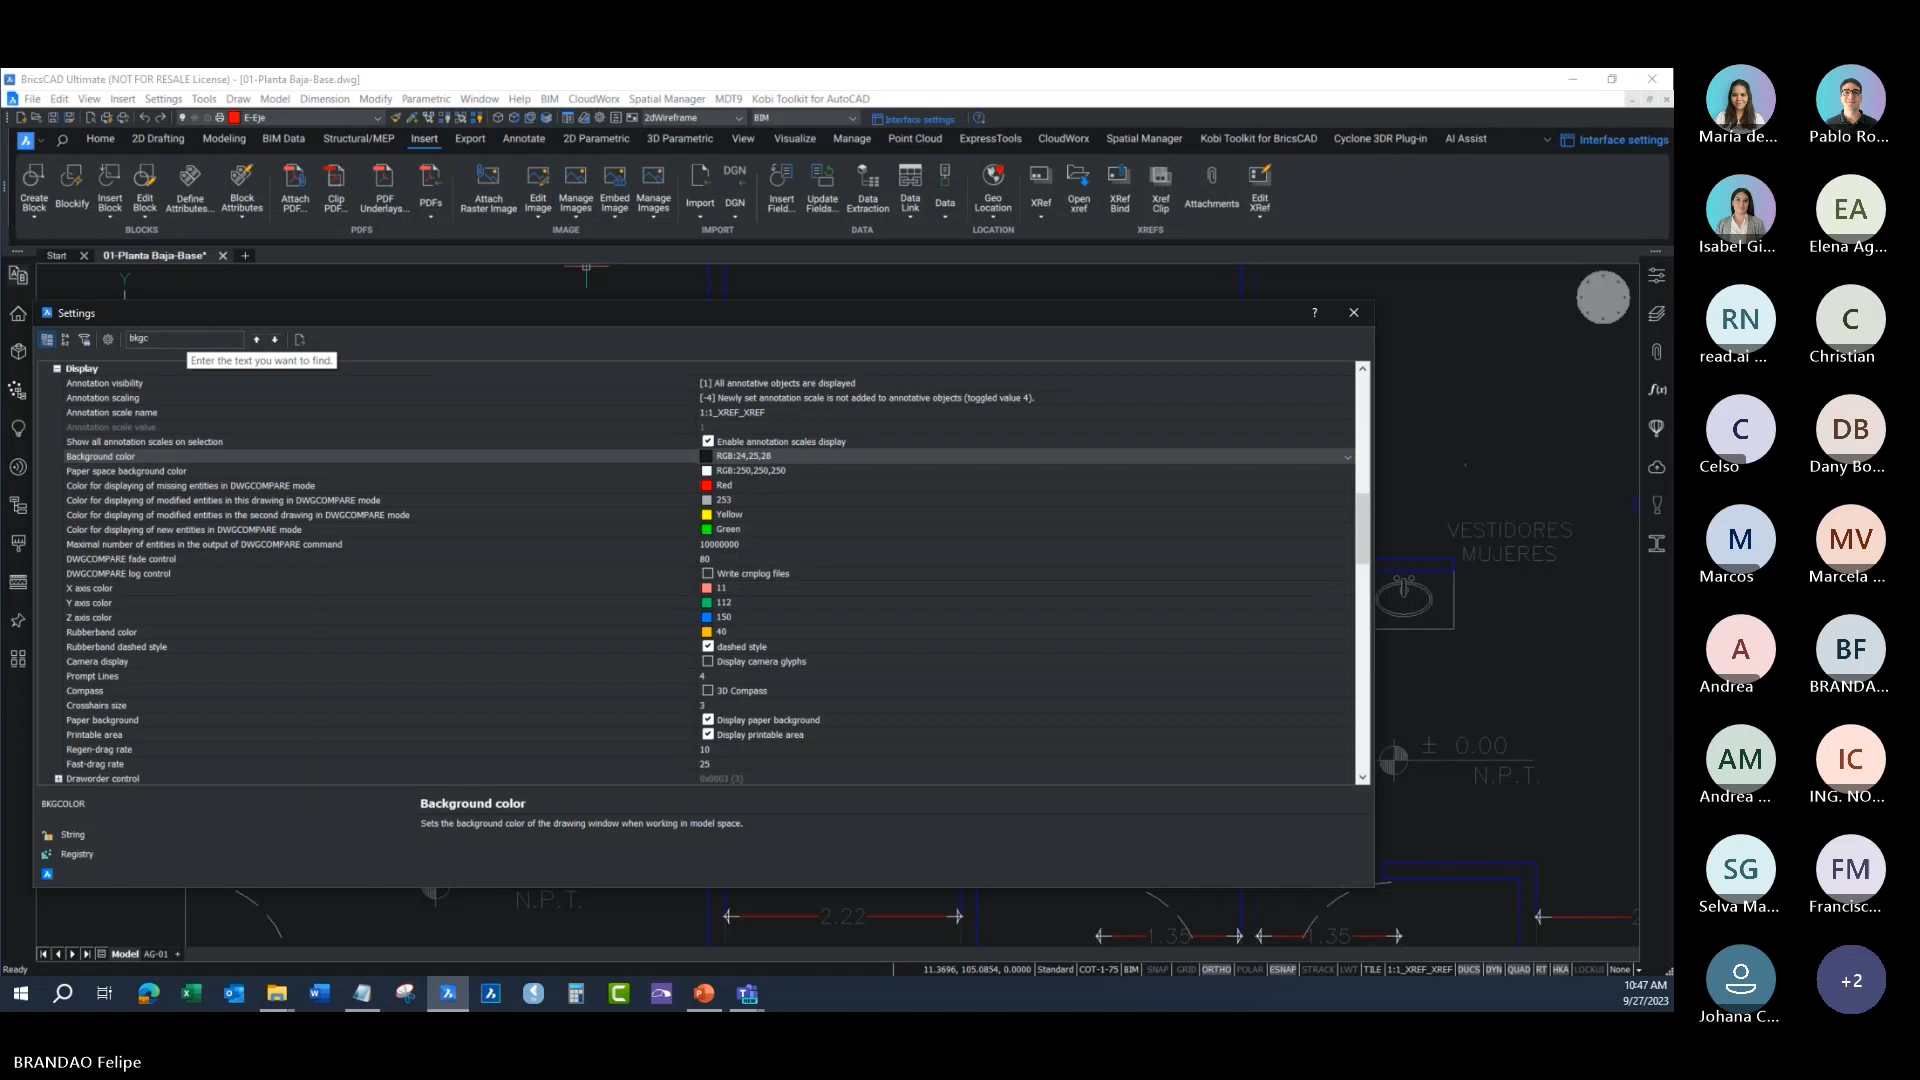 BricsCAD Ultimate (NOT FOR RESALE License) - [01-Planta Baja-Base.dwg]
File Edit View Insert Settings Tools Draw Model Dimension Modify Parametric Window Help BIM CloudWorx Spatial Manager MDT9 Kobi Toolkit for AutoCAD
E-Eje 2dWireframe BIM Interface settings
Home 2D Drafting Modeling BIM Data Structural/MEP Insert Export Annotate 2D Parametric 3D Parametric View Visualize Manage Point Cloud ExpressTools CloudWorx Spatial Manager Kobi Toolkit for BricsCAD Cyclone 3DR Plug-in AI Assist Interface settings
Create Block
Blockify
Insert Block
Edit Block
Define Attributes...
Block Attributes
Attach PDF...
Clip PDF...
PDF Underlays...
PDFs
Attach Raster Image
Edit Image
Manage Images
Embed Image
Manage Images
Import
DGN
DGN
Insert Field...
Update Fields...
Data Extraction
Data Link
Data
Geo Location
XRef
Open xref
XRef Bind
Xref Clip
Attachments
Edit XRef
BLOCKS PDFS IMAGE IMPORT DATA LOCATION XREFS
Start 01-Planta Baja-Base*
Y
Settings
bkgc
Enter the text you want to find.
Display
Annotation visibility [1] All annotative objects are displayed
Annotation scaling [-4] Newly set annotation scale is not added to annotative objects (toggled value 4).
Annotation scale name 1:1_XREF_XREF
Annotation scale value 1
Show all annotation scales on selection Enable annotation scales display
Background color RGB:24,25,28
Paper space background color RGB:250,250,250
Color for displaying of missing entities in DWGCOMPARE mode Red
Color for displaying of modified entities in this drawing in DWGCOMPARE mode 253
Color for displaying of modified entities in the second drawing in DWGCOMPARE mode Yellow
Color for displaying of new entities in DWGCOMPARE mode Green
Maximal number of entities in the output of DWGCOMPARE command 10000000
DWGCOMPARE fade control 80
DWGCOMPARE log control Write cmplog files
X axis color 11
Y axis color 112
Z axis color 150
Rubberband color 40
Rubberband dashed style dashed style
Camera display Display camera glyphs
Prompt Lines 4
Compass 3D Compass
Crosshairs size 3
Paper background Display paper background
Printable area Display printable area
Regen-drag rate 10
Fast-drag rate 25
Draworder control 0x0003 (3)
BKGCOLOR
String
Registry
Background color
Sets the background color of the drawing window when working in model space.
VESTIDORES
MUJERES
± 0.00
N.P.T.
N.P.T.
2.22
1.35
1.35
Model AG-01
Ready
11.3696, 105.0854, 0.0000 Standard COT-1-75 BIM SNAP GRID ORTHO POLAR ESNAP STRACK LWT TILE 1:1_XREF_XREF DUCS DYN QUAD RT HKA LOCKUI None
10:47 AM
9/27/2023
María de...
Pablo Ro...
Isabel Gi...
EA
Elena Ag...
RN
read.ai ...
C
Christian
C
Celso
DB
Dany Bo...
M
Marcos
MV
Marcela ...
A
Andrea
BF
BRANDA...
AM
Andrea ...
IC
ING. NO...
SG
Selva Ma...
FM
Francisc...
Johana C...
+2
BRANDAO Felipe